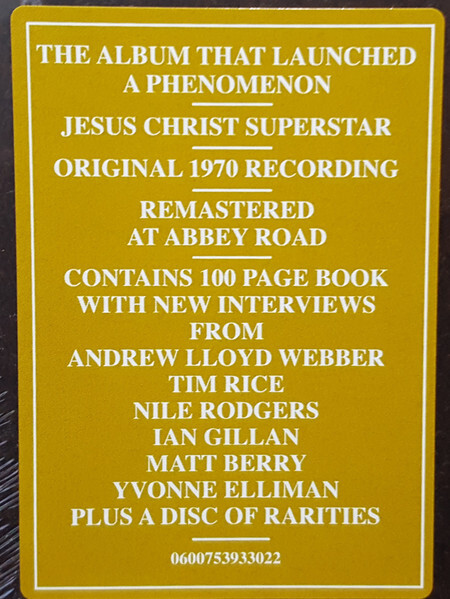 THE ALBUM THAT LAUNCHED
A PHENOMENON
JESUS CHRIST SUPERSTAR
ORIGINAL 1970 RECORDING
REMASTERED
AT ABBEY ROAD
CONTAINS 100 PAGE BOOK
WITH NEW INTERVIEWS
FROM
ANDREW LLOYD WEBBER
TIM RICE
NILE RODGERS
IAN GILLAN
MATT BERRY
YVONNE ELLIMAN
PLUS A DISC OF RARITIES
0600753933022